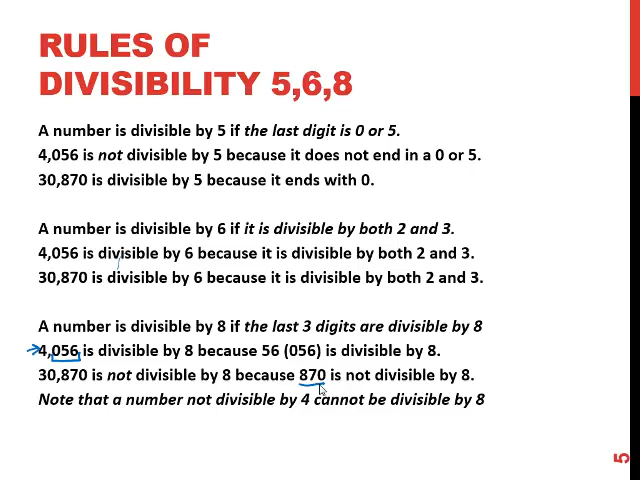 RULES OF
DIVISIBILITY 5,6,8
A number is divisible by 5 if the last digit is 0 or 5.
4,056 is not divisible by 5 because it does not end in a 0 or 5.
30,870 is divisible by 5 because it ends with 0.
A number is divisible by 6 if it is divisible by both 2 and 3.
4,056 is divisible by 6 because it is divisible by both 2 and 3.
30,870 is divisible by 6 because it is divisible by both 2 and 3.
A number is divisible by 8 if the last 3 digits are divisible by 8
4,056 is divisible by 8 because 56 (056) is divisible by 8.
30,870 is not divisible by 8 because 870 is not divisible by 8.
Note that a number not divisible by 4 cannot be divisible by 8
5